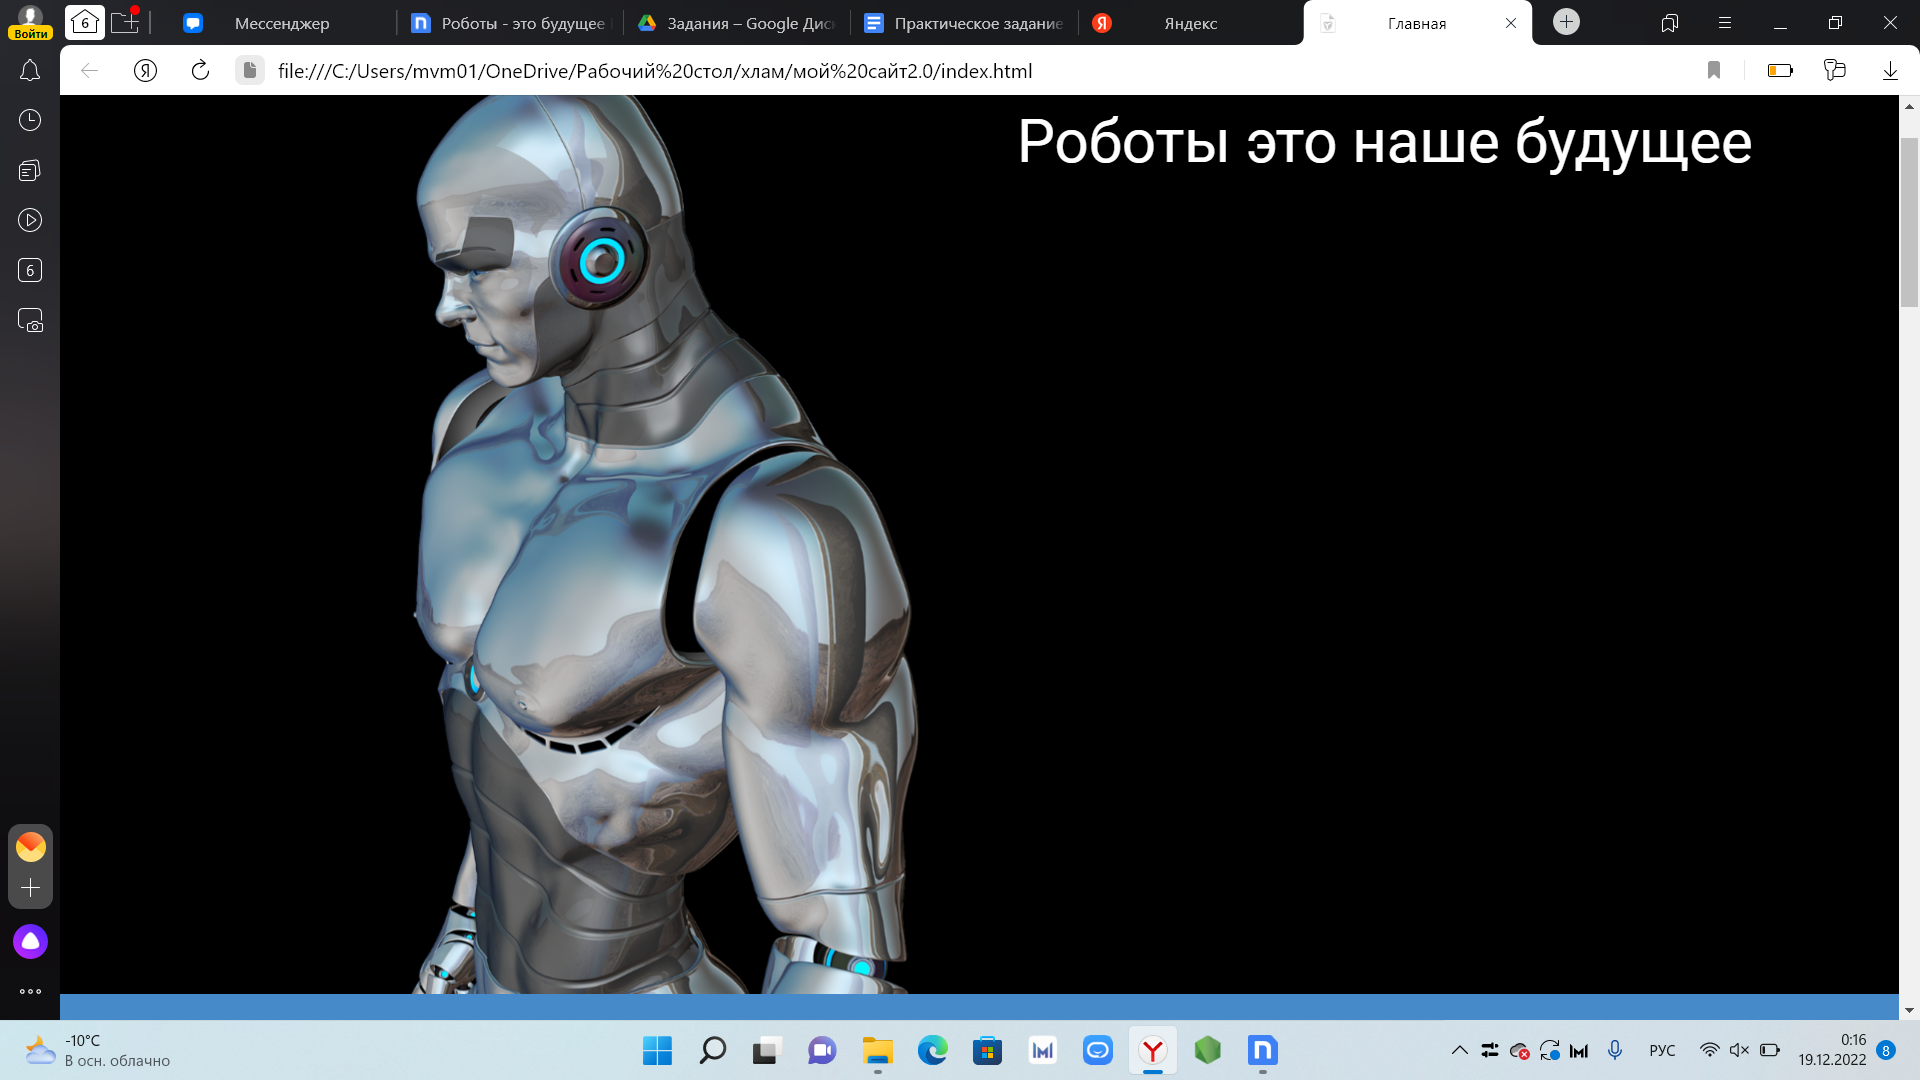 Войти
6
Мессенджер
Роботы - это будущее
Задания – Google Дис
Практическое задание
Яндекс
Главная
file:///C:/Users/mvm01/OneDrive/Рабочий%20стол/хлам/мой%20сайт2.0/index.html
6
Роботы это наше будущее
-10°C
В осн. облачно
РУС
0:16
19.12.2022
8